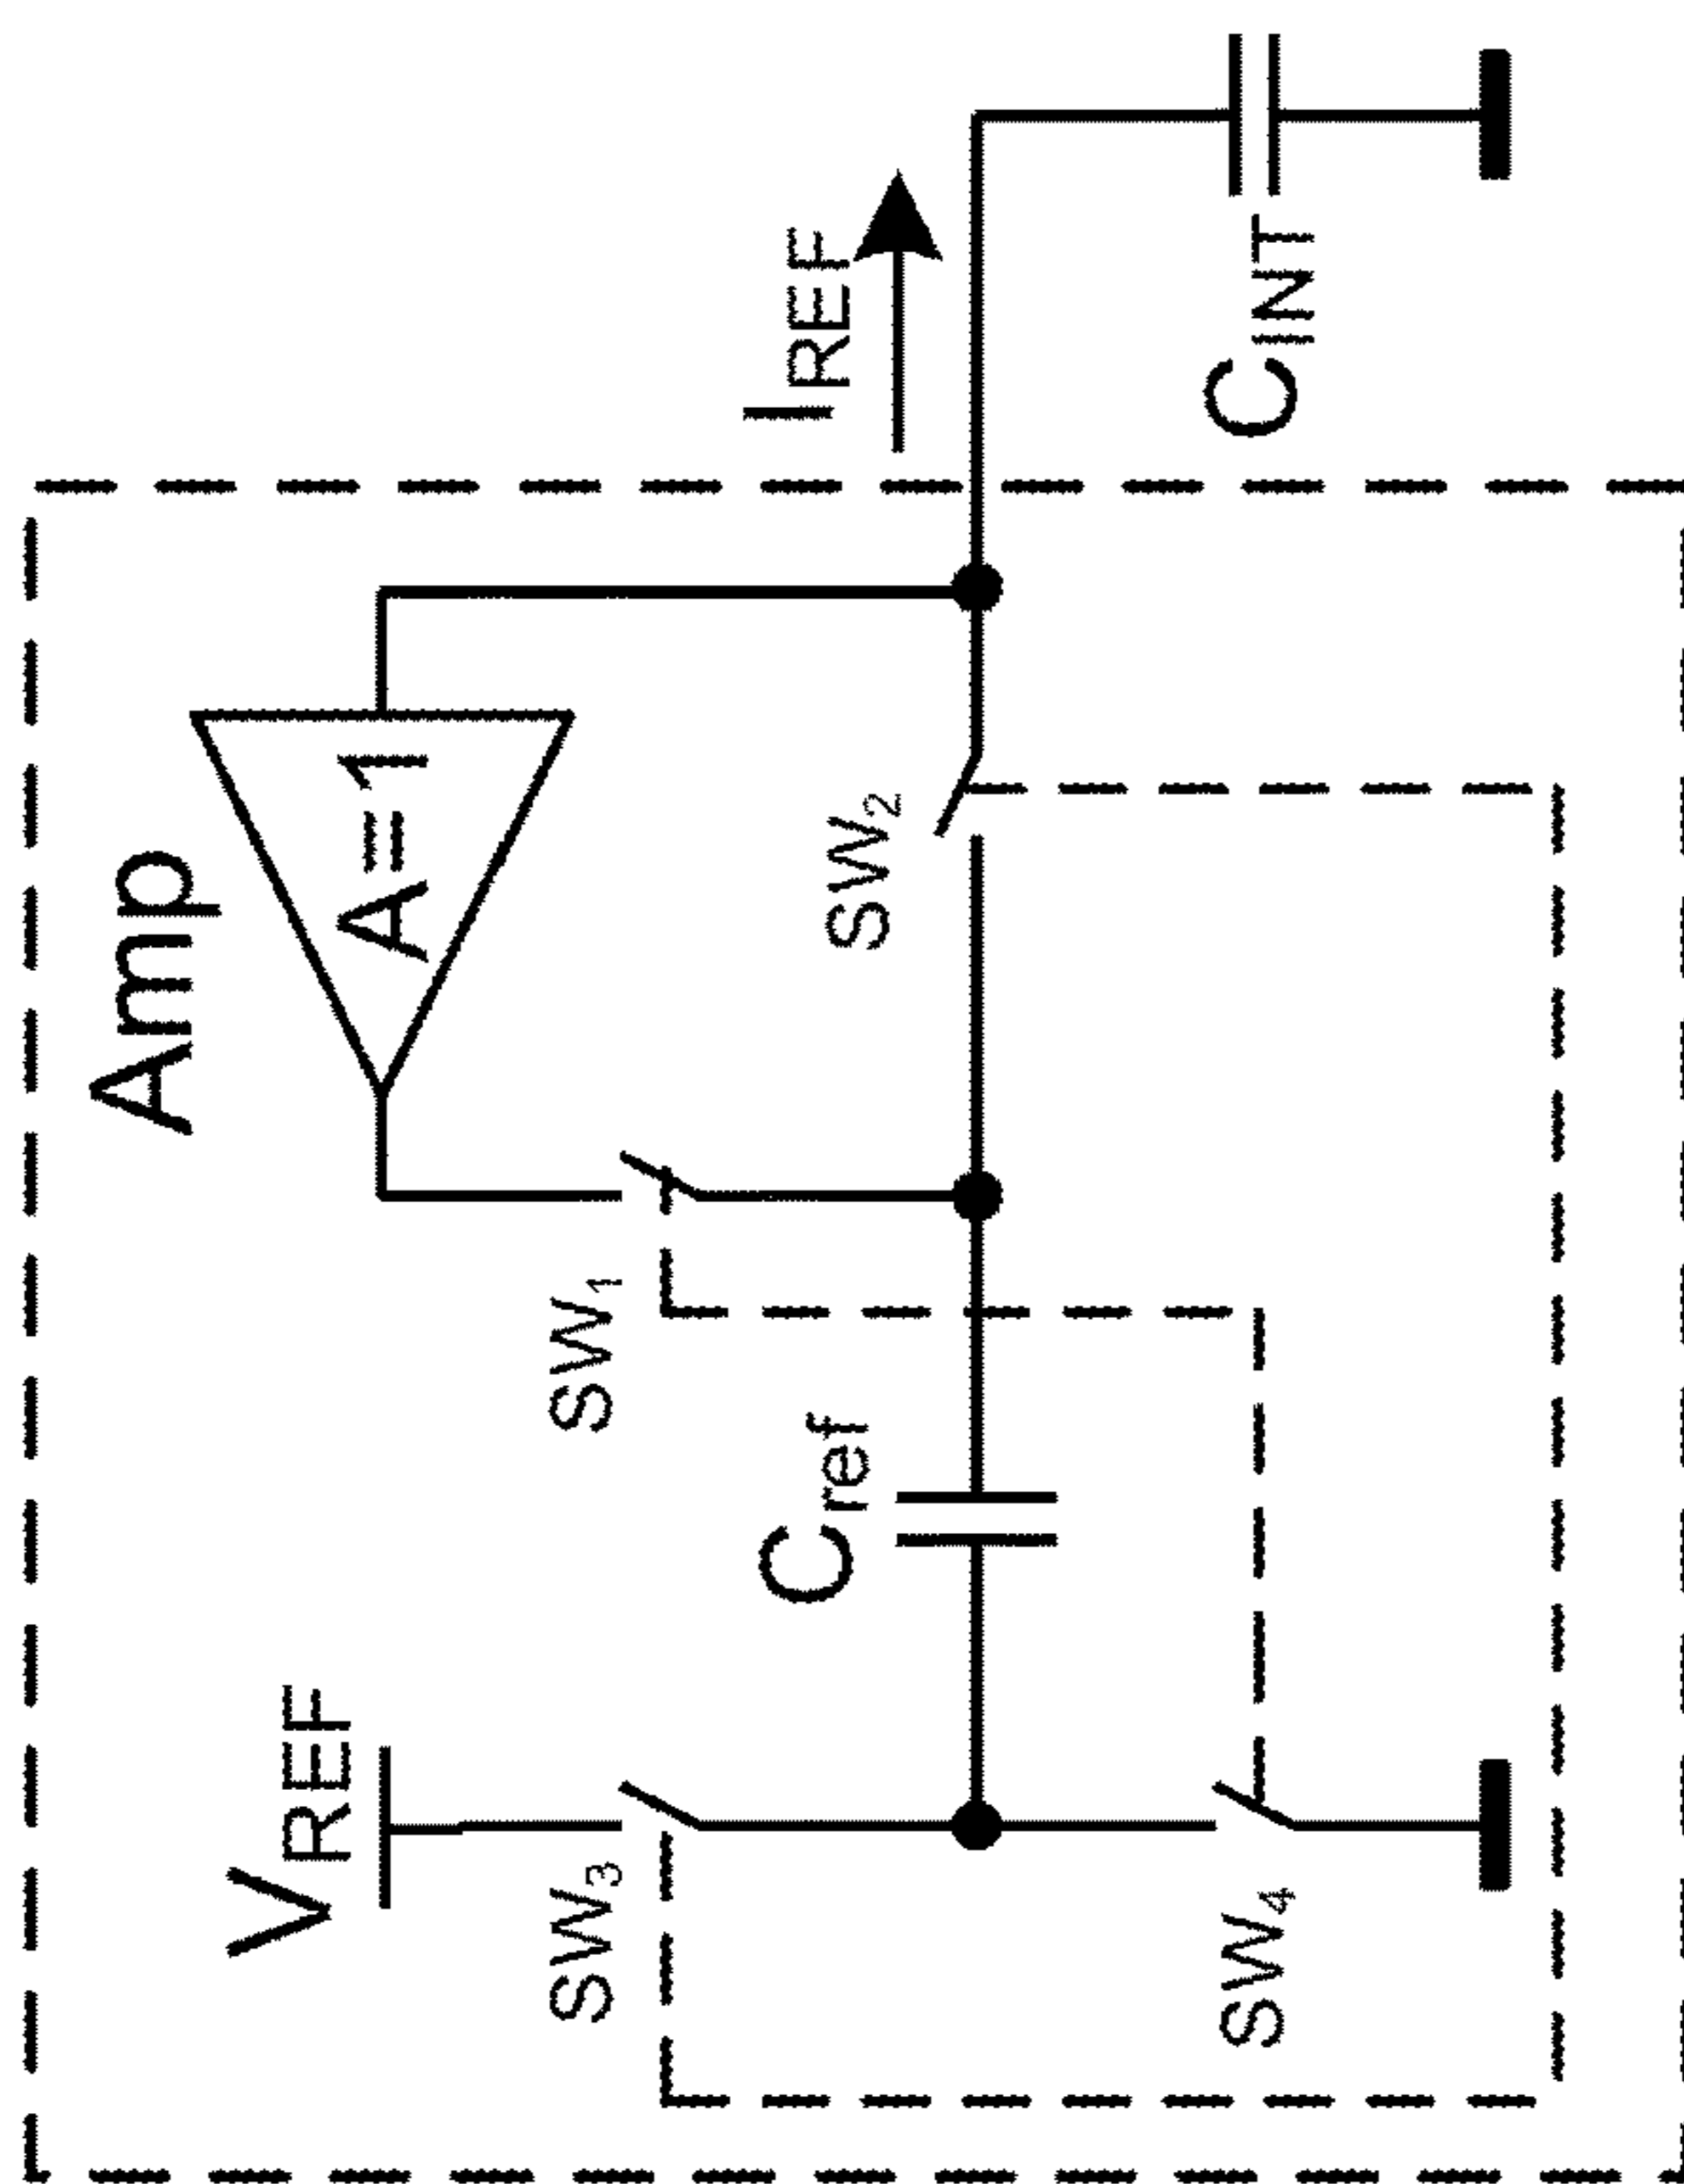 Amp
A=1
IREF
VREF
SW3
SW1
SW2
Cref
CINT
SW4